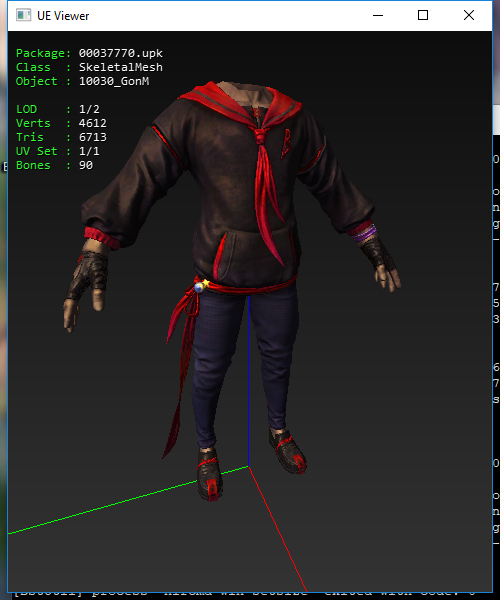 UE Viewer
Package: 00037770.upk
Class : SkeletalMesh
Object : 10030_GonM
LOD : 1/2
Verts : 4612
Tris : 6713
UV Set : 1/1
Bones : 90